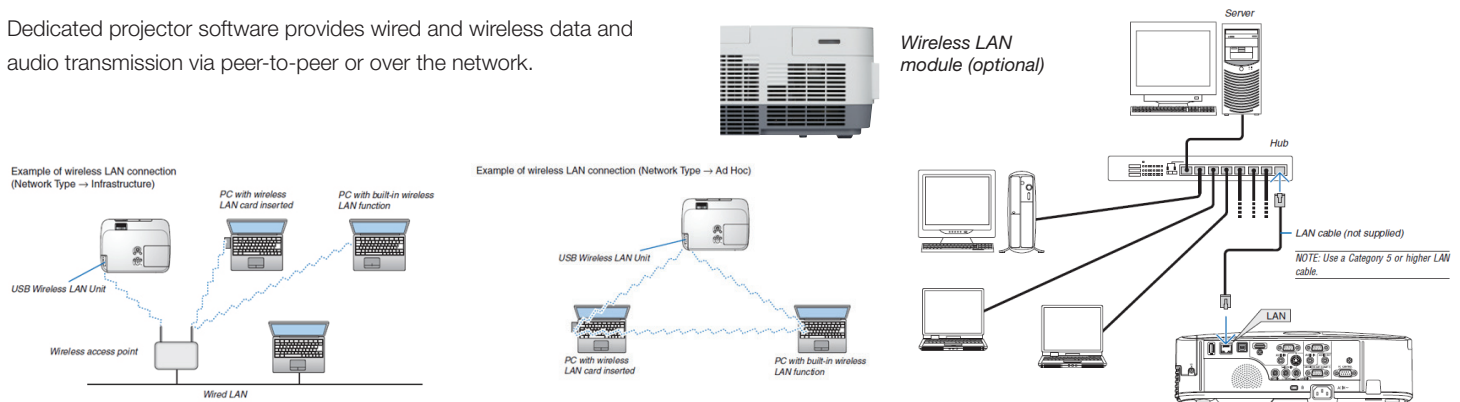 Dedicated projector software provides wired and wireless data and
audio transmission via peer-to-peer or over the network.
Wireless LAN
module (optional)
Example of wireless LAN connection
(Network Type → Infrastructure)
PC with wireless
LAN card inserted
PC with built-in wireless
LAN function
USB Wireless LAN Unit
Wireless access point
Wired LAN
Example of wireless LAN connection (Network Type → Ad Hoc)
USB Wireless LAN Unit
PC with wireless
LAN card inserted
PC with built-in wireless
LAN function
Server
Hub
LAN cable (not supplied)
NOTE: Use a Category 5 or higher LAN
cable.
LAN